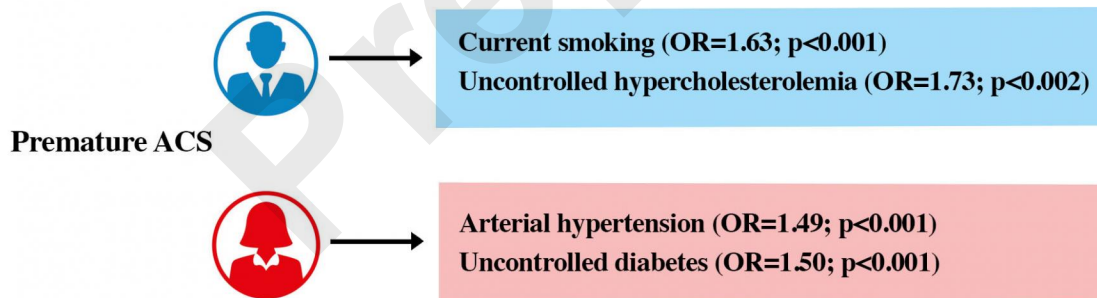 Current smoking (OR=1.63; p<0.001)
Uncontrolled hypercholesterolemia (OR=1.73; p<0.002)
Premature ACS
Arterial hypertension (OR=1.49; p<0.001)
Uncontrolled diabetes (OR=1.50; p<0.001)